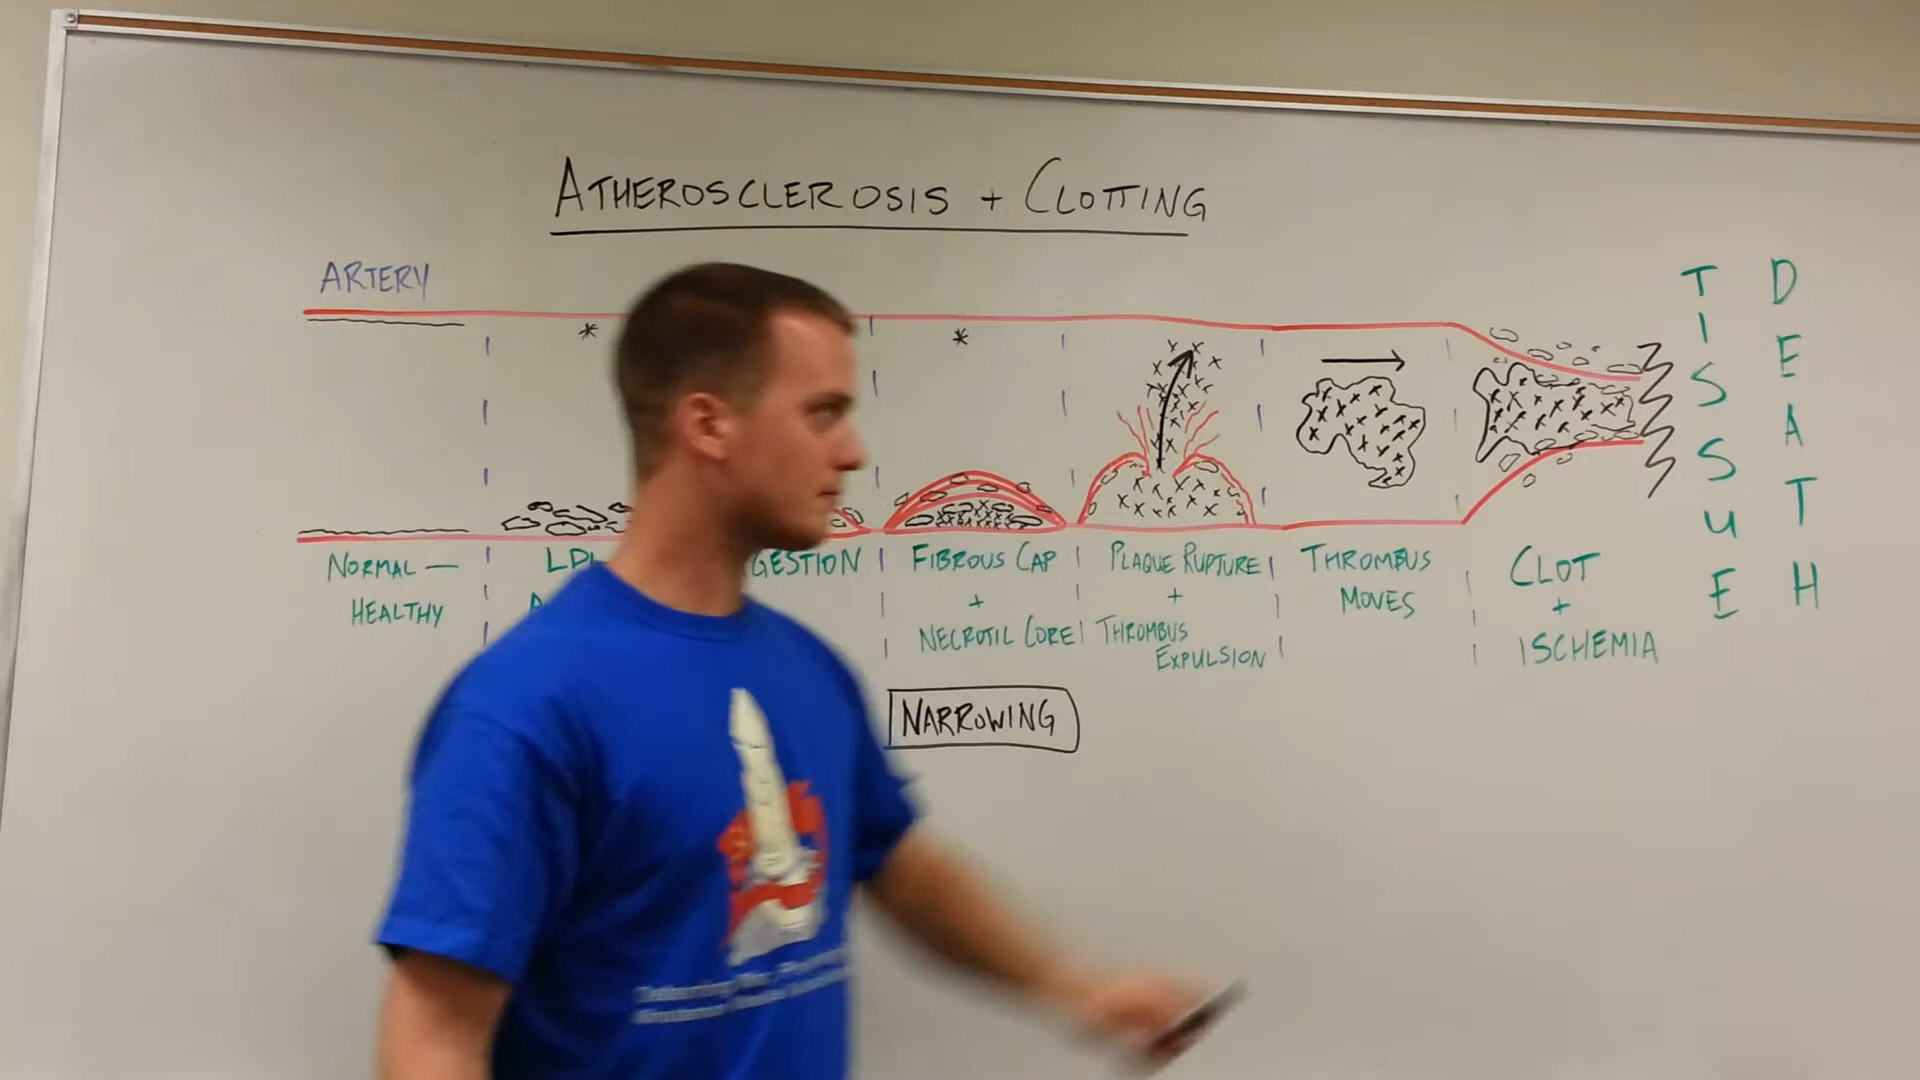 ATHEROSCLEROSIS + CLOTTING
ARTERY
NORMAL —
HEALTHY
LDL
GESTION
FIBROUS CAP
+
NECROTIC CORE
PLAQUE RUPTURE
+
THROMBUS
EXPULSION
THROMBUS
MOVES
CLOT
+
ISCHEMIA
TISSUE
DEATH
NARROWING